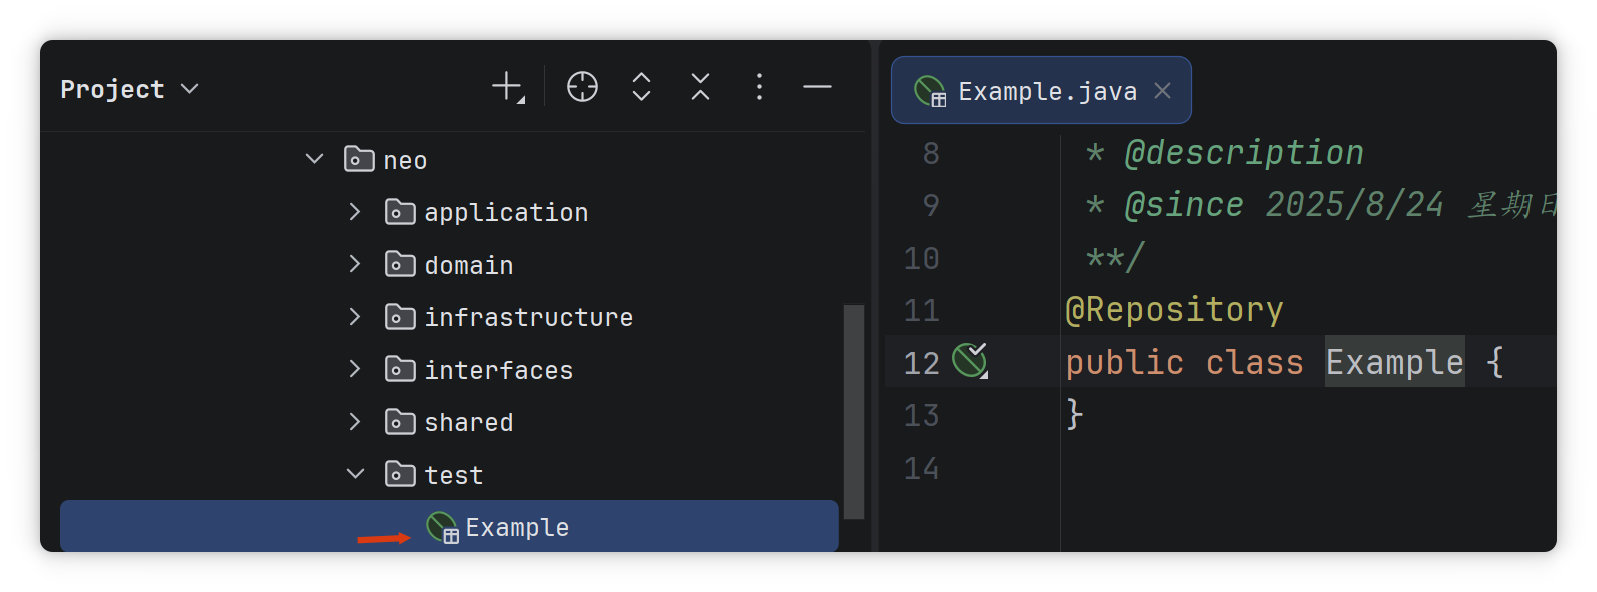 Project
neo
application
domain
infrastructure
interfaces
shared
test
Example
Example.java
8 * @description
9 * @since 2025/8/24 星期日
10 **/
11 @Repository
12 public class Example {
13 }
14